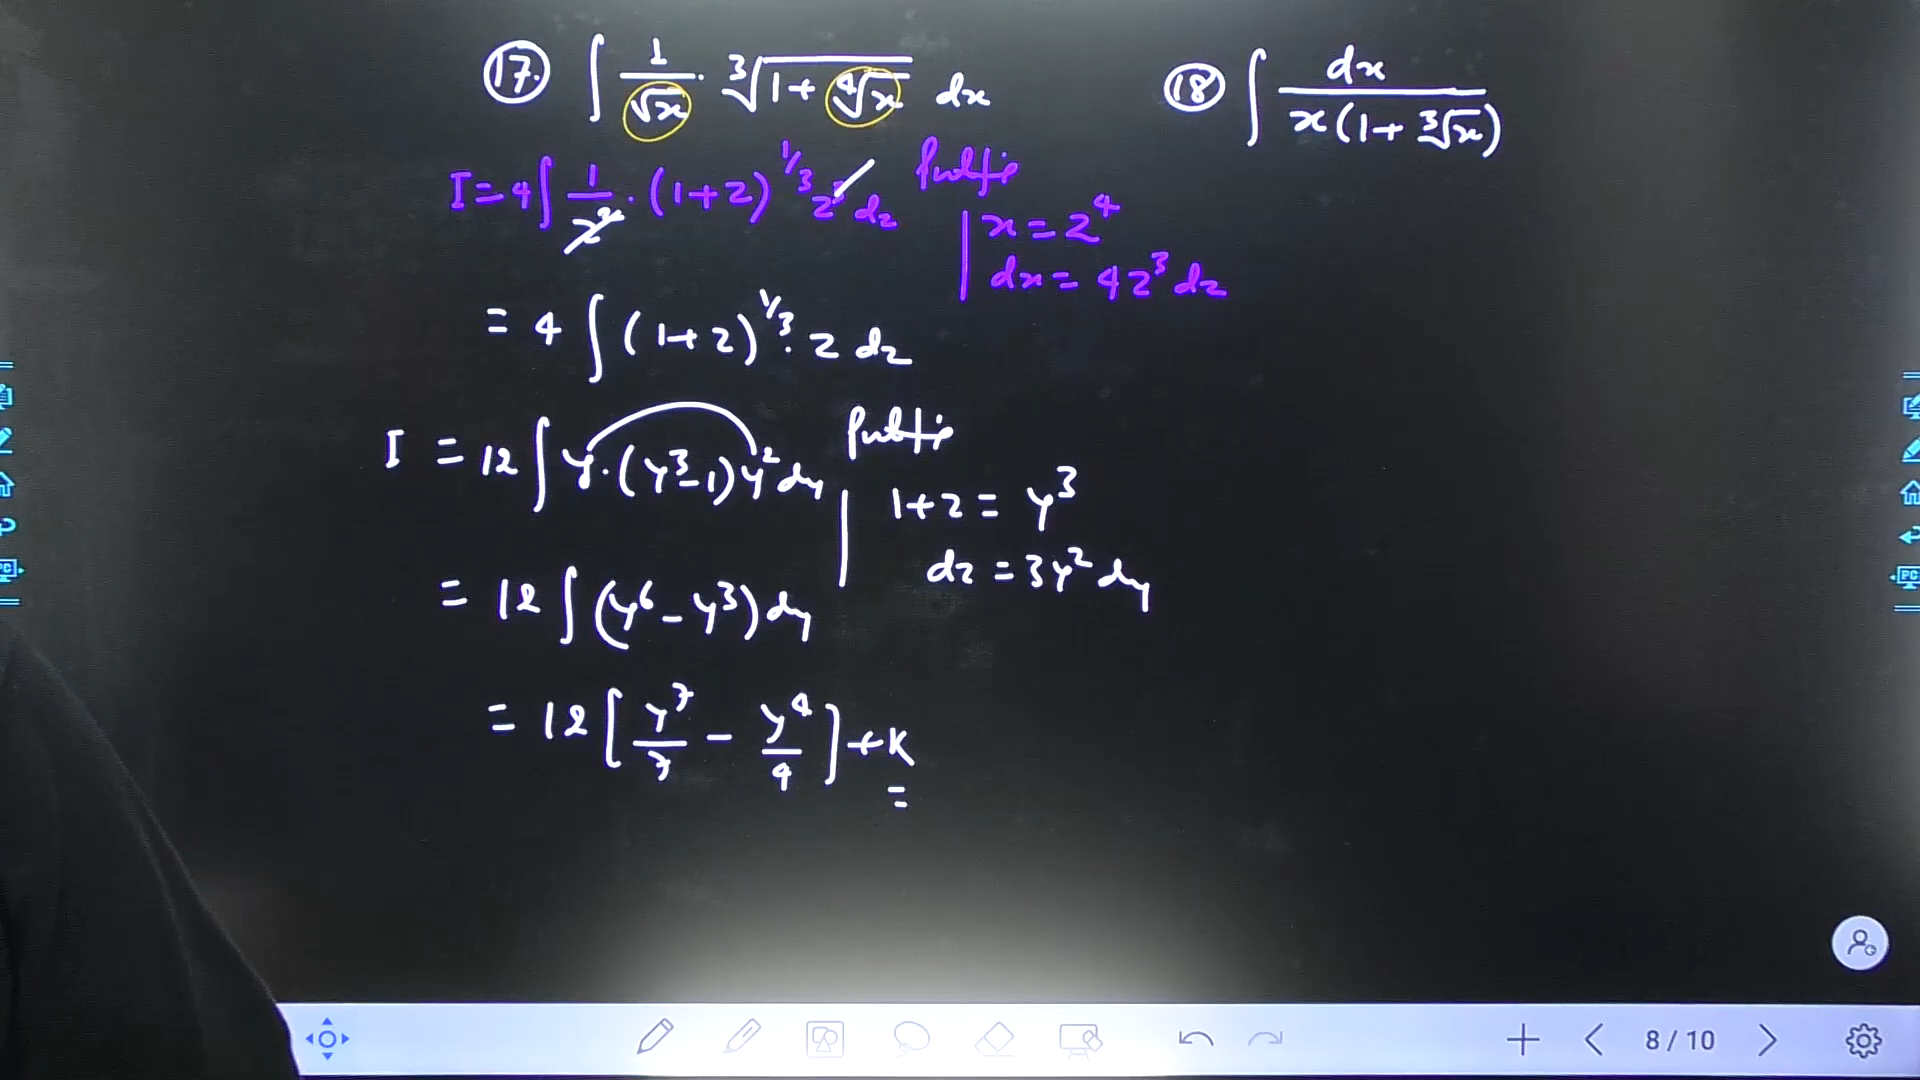 17. ∫ 1/√x · ∛(1 + ∜x) dx
I = 4∫ 1/z² · (1+z)^1/3 z³ dz
Put
x = z⁴
dx = 4z³ dz
= 4 ∫ (1+z)^1/3 · z dz
I = 12 ∫ y · (y³-1) y² dy
Put
1+z = y³
dz = 3y² dy
= 12 ∫ (y⁶ - y³) dy
= 12 [y⁷/7 - y⁴/4] + K
18 ∫ dx / x(1 + ∛x)
8 / 10
PC
PC